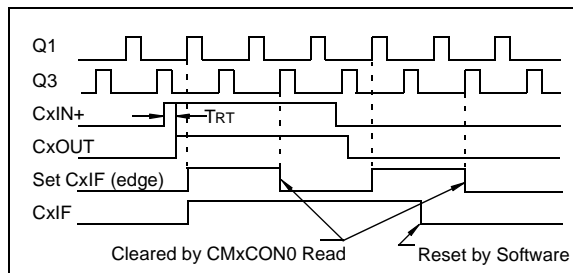 Q1
Q3
CxIN+
TRT
CxOUT
Set CxIF (edge)
CxIF
Cleared by CMxCON0 Read
Reset by Software